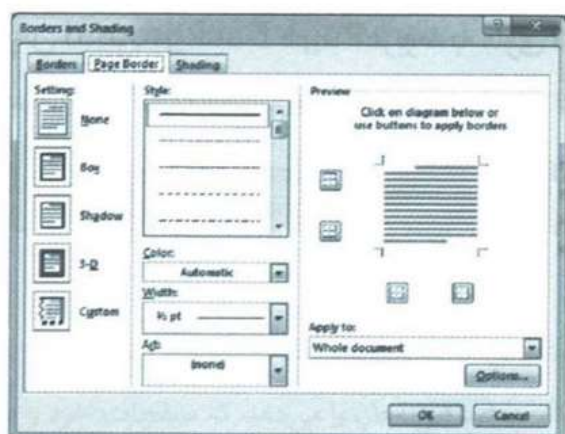 Borders and Shading
Borders Page Border Shading
Setting:
None
Box
Shadow
3-D
Custom
Style:
Color:
Automatic
Width:
½ pt
Art:
(none)
Preview
Click on diagram below or
use buttons to apply borders
Apply to:
Whole document
Options...
OK Cancel